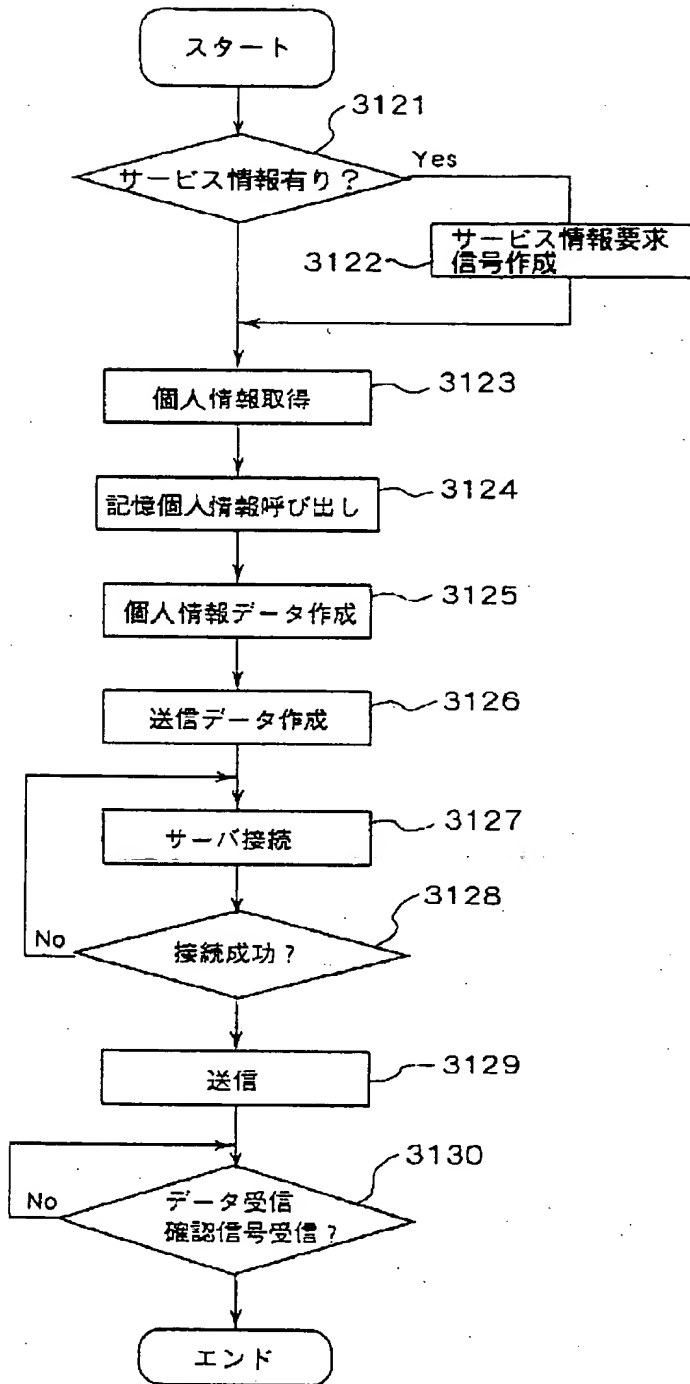 スタート
3121
サービス情報有り？
Yes
サービス情報要求
信号作成
3122
個人情報取得
3123
記憶個人情報呼び出し
3124
個人情報データ作成
3125
送信データ作成
3126
サーバ接続
3127
3128
接続成功？
No
送信
3129
3130
データ受信
確認信号受信？
No
エンド